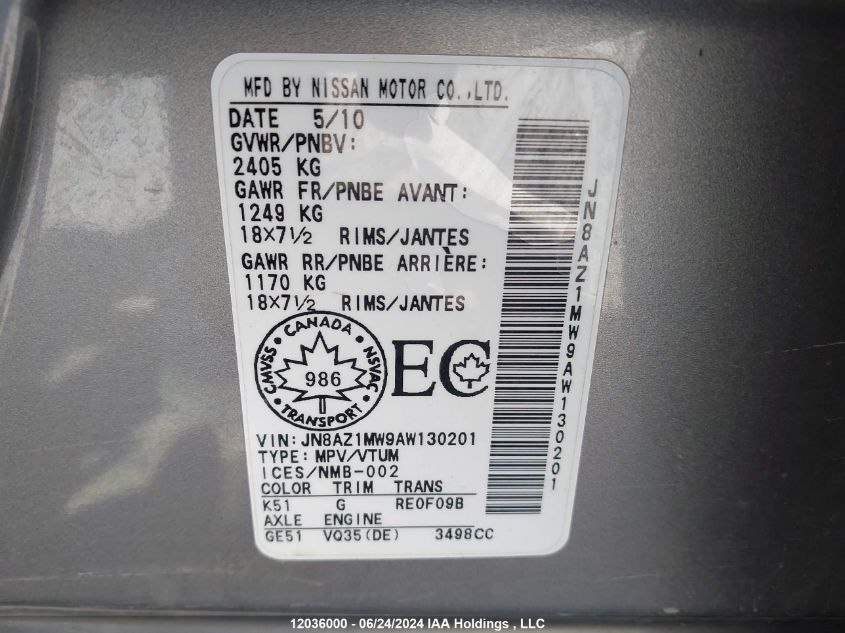 MFD BY NISSAN MOTOR CO.,LTD.
DATE 5/10
GVWR/PNBV:
2405 KG
GAWR FR/PNBE AVANT:
1249 KG
18×7½ RIMS/JANTES
GAWR RR/PNBE ARRIÈRE:
1170 KG
18×7½ RIMS/JANTES
CANADA
CMVSS
NSVAC
986
TRANSPORT
EC
VIN: JN8AZ1MW9AW130201
TYPE: MPV/VTUM
ICES/NMB-002
COLOR TRIM TRANS
K51 G RE0F09B
AXLE ENGINE
GE51 VQ35(DE) 3498CC
JN8AZ1MW9AW130201
12036000 - 06/24/2024 IAA Holdings , LLC